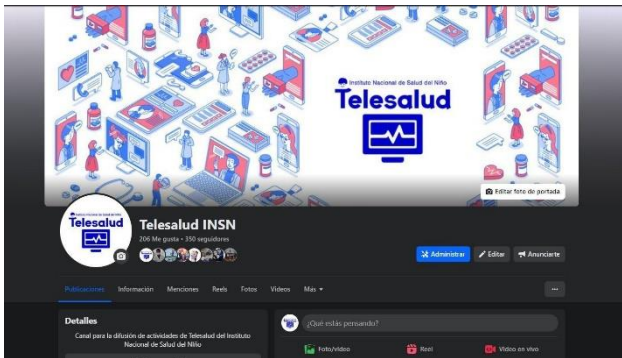 Instituto Nacional de Salud del Niño
Telesalud
Editar foto de portada
Telesalud
Telesalud INSN
206 Me gusta • 350 seguidores
Administrar
Editar
Anunciarte
Publicaciones
Información
Menciones
Reels
Fotos
Videos
Más
Detalles
Canal para la difusión de actividades de Telesalud del Instituto
Nacional de Salud del Niño
¿Qué estás pensando?
Foto/video
Reel
Video en vivo